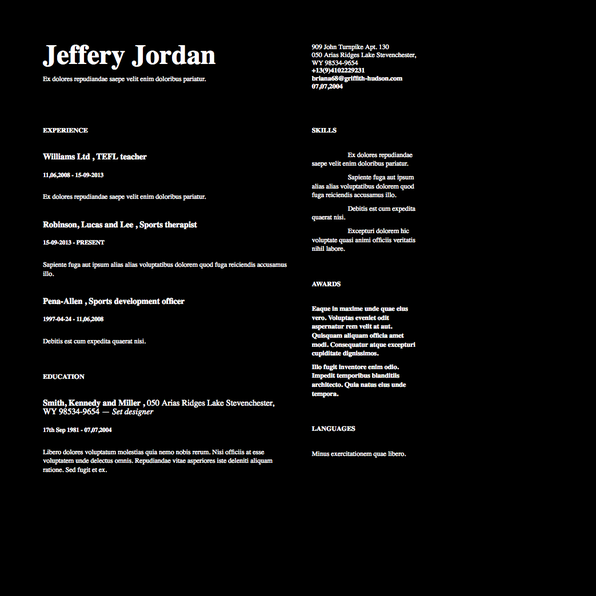 Jeffery Jordan
Ex dolores repudiandae saepe velit enim doloribus pariatur.
909 John Turnpike Apt. 130
050 Arias Ridges Lake Stevenchester,
WY 98534-9654
+13(9)4102229231
briana68@griffith-hudson.com
07,07,2004
EXPERIENCE
Williams Ltd , TEFL teacher
11,06,2008 - 15-09-2013
Ex dolores repudiandae saepe velit enim doloribus pariatur.
Robinson, Lucas and Lee , Sports therapist
15-09-2013 - PRESENT
Sapiente fuga aut ipsum alias alias voluptatibus dolorem quod fuga reiciendis accusamus
illo.
Pena-Allen , Sports development officer
1997-04-24 - 11,06,2008
Debitis est cum expedita quaerat nisi.
EDUCATION
Smith, Kennedy and Miller , 050 Arias Ridges Lake Stevenchester,
WY 98534-9654 — Set designer
17th Sep 1981 - 07,07,2004
Libero dolores voluptatum molestias quia nemo nobis rerum. Nisi officiis at esse
voluptatem unde delectus omnis. Repudiandae vitae asperiores iste deleniti aliquam
ratione. Sed fugit et ex.
SKILLS
Ex dolores repudiandae
saepe velit enim doloribus pariatur.
Sapiente fuga aut ipsum
alias alias voluptatibus dolorem quod
fuga reiciendis accusamus illo.
Debitis est cum expedita
quaerat nisi.
Excepturi dolorem hic
voluptate quasi animi officiis veritatis
nihil labore.
AWARDS
Eaque in maxime unde quae eius
vero. Voluptas eveniet odit
aspernatur rem velit at aut.
Quisquam aliquam officia amet
modi. Consequatur atque excepturi
cupiditate dignissimos.
Illo fugit inventore enim odio.
Impedit temporibus blanditiis
architecto. Quia natus eius unde
tempora.
LANGUAGES
Minus exercitationem quae libero.